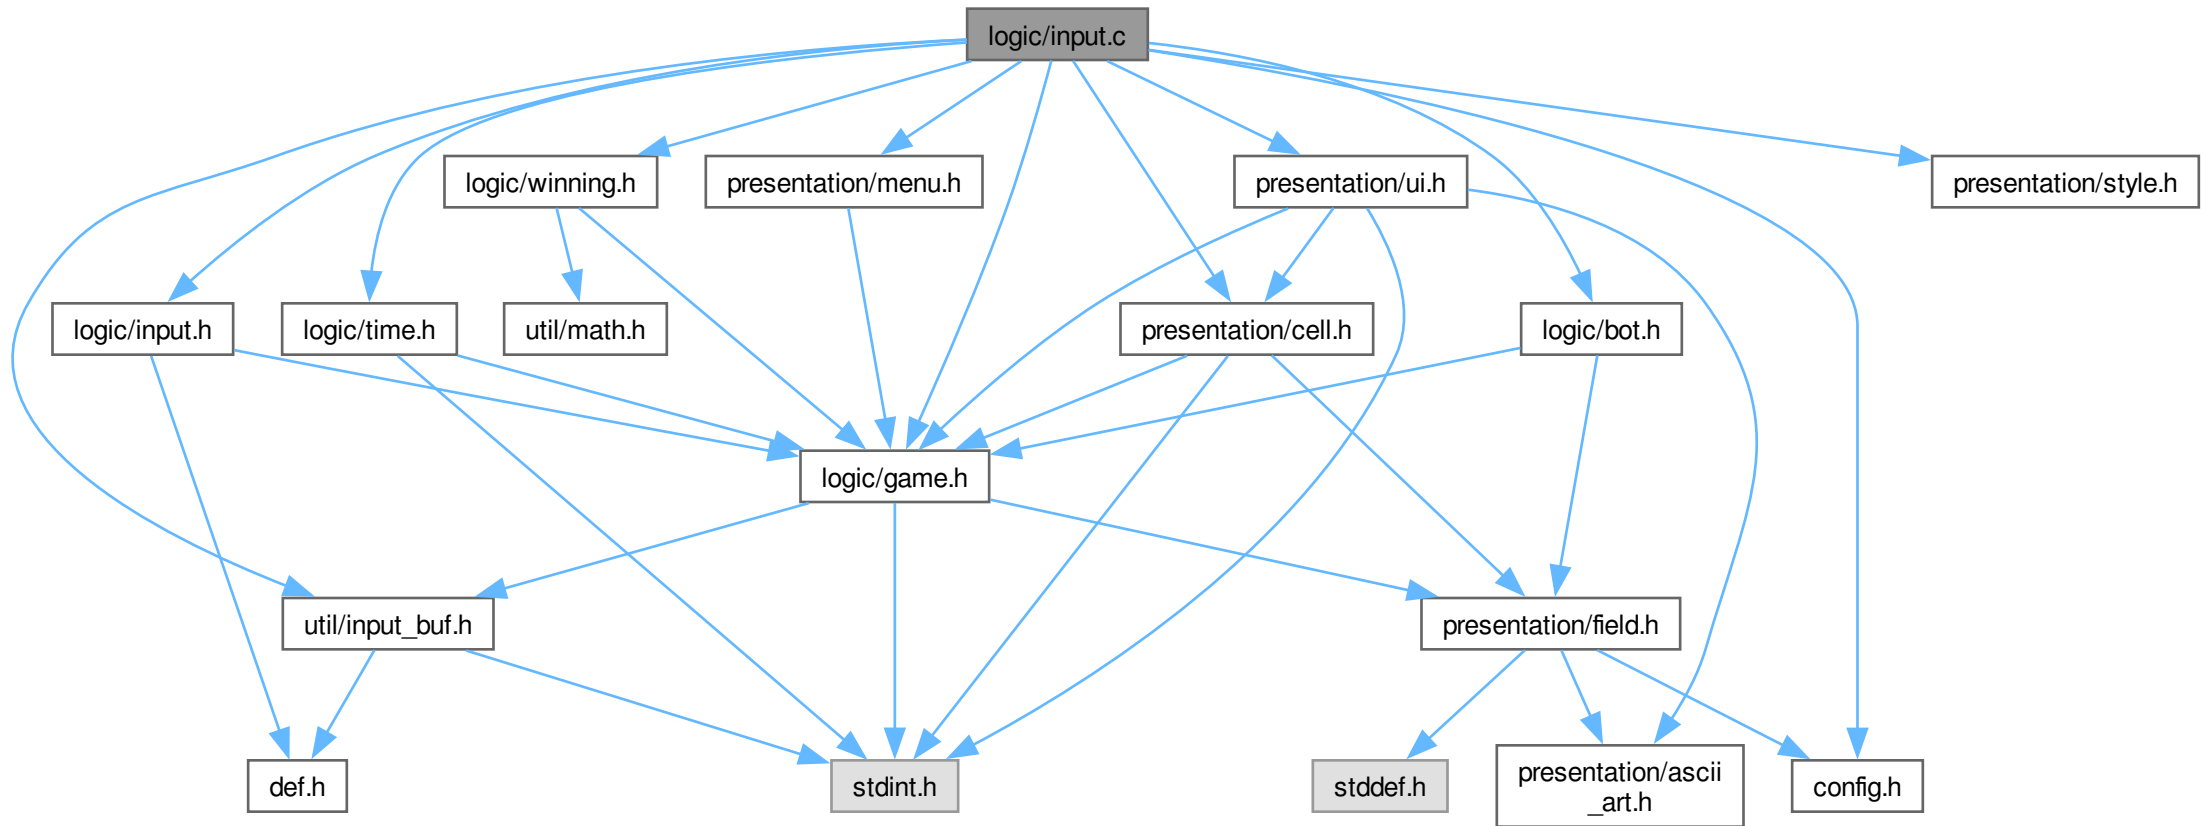 logic/input.c
logic/winning.h
presentation/menu.h
presentation/ui.h
presentation/style.h
logic/input.h
logic/time.h
util/math.h
presentation/cell.h
logic/bot.h
logic/game.h
util/input_buf.h
presentation/field.h
def.h
stdint.h
stddef.h
presentation/ascii
_art.h
config.h